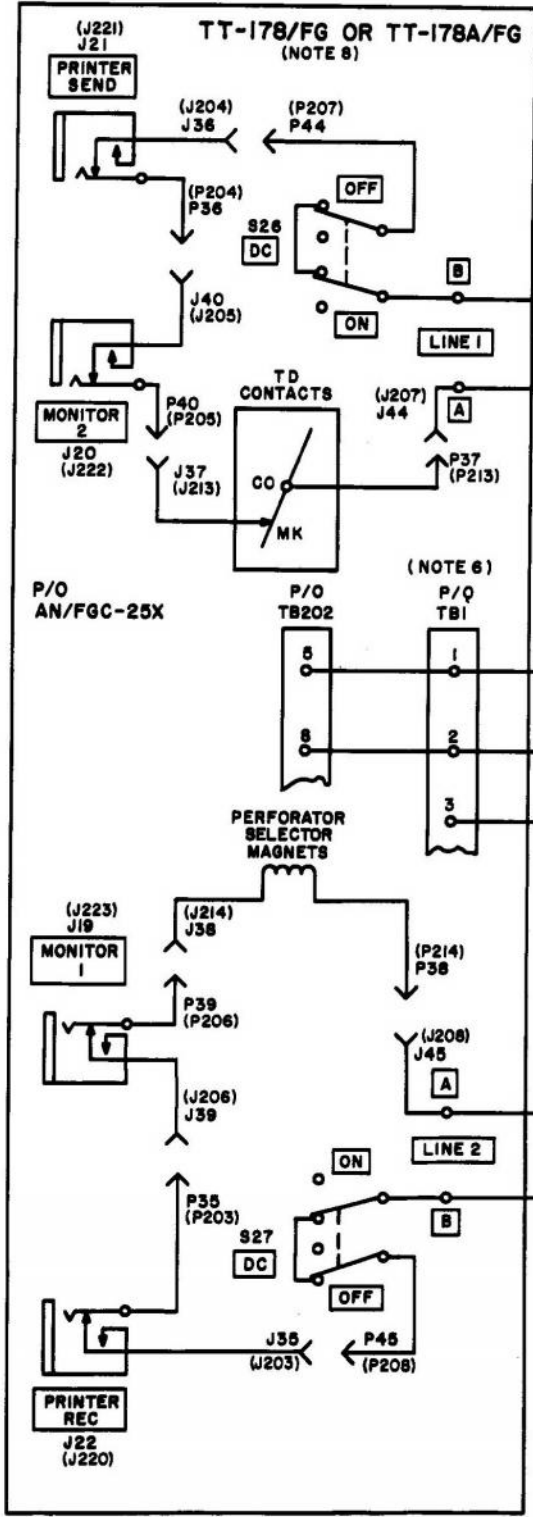 TT-178/FG OR TT-178A/FG
(NOTE 8)
(J221)
J21
PRINTER
SEND
(J204)
J36
(P207)
P44
(P204)
P36
OFF
S26
DC
B
ON
LINE 1
J40
(J205)
TD
CONTACTS
(J207)
J44
A
MONITOR
2
J20
(J222)
P40
(P205)
J37
(J213)
CO
MK
P37
(P213)
P/O
AN/FGC-25X
P/O
TB202
(NOTE 6)
P/O
TB1
5
1
8
2
3
PERFORATOR
SELECTOR
MAGNETS
(J223)
J19
MONITOR
1
(J214)
J38
(P214)
P38
P39
(P206)
(J208)
J45
A
(J206)
J39
LINE 2
ON
P35
(P203)
S27
DC
B
OFF
J35
(J203)
P45
(P208)
PRINTER
REC
J22
(J220)